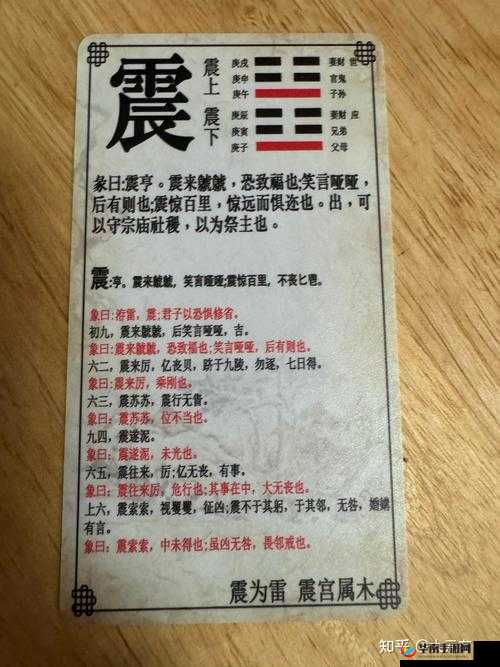 震
震上
震下
庚戌 妻财 世
庚申 官鬼
庚午 子孙
庚辰 妻财 应
庚寅 兄弟
庚子 父母
彖曰:震亨。震来虩虩，恐致福也;笑言哑哑，
后有则也;震惊百里，惊远而惧迩也。出，可
以守宗庙社稷，以为祭主也。
震:亨。震来虩虩，笑言哑哑;震惊百里，不丧匕鬯。
象曰:洊雷，震;君子以恐惧修省。
初九，震来虩虩，后笑言哑哑，吉。
象曰:震来虩虩，恐致福也;笑言哑哑，后有则也。
六二，震来厉，亿丧贝，跻于九陵，勿逐，七日得。
象曰:震来厉，乘刚也。
六三，震苏苏，震行无眚。
象曰:震苏苏，位不当也。
九四，震遂泥。
象曰:震遂泥，未光也。
六五，震往来，厉;亿无丧，有事。
象曰:震往来厉，危行也;其事在中，大无丧也。
上六，震索索，视矍矍，征凶;震不于其躬，于其邻，无咎，婚媾
有言。
象曰:震索索，中未得也;虽凶无咎，畏邻戒也。
震为雷 震宫属木
知乎
华南手游网